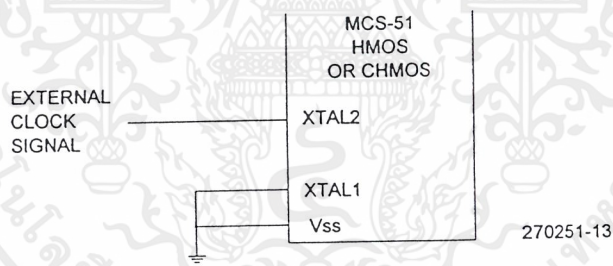 MCS-51
HMOS
OR CHMOS
EXTERNAL
CLOCK
SIGNAL
XTAL2
XTAL1
Vss
270251-13